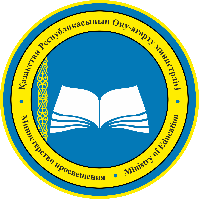 Қазақстан Республикасының Оқу-ағарту министрлігі
Министерство просвещения
Ministry of Education